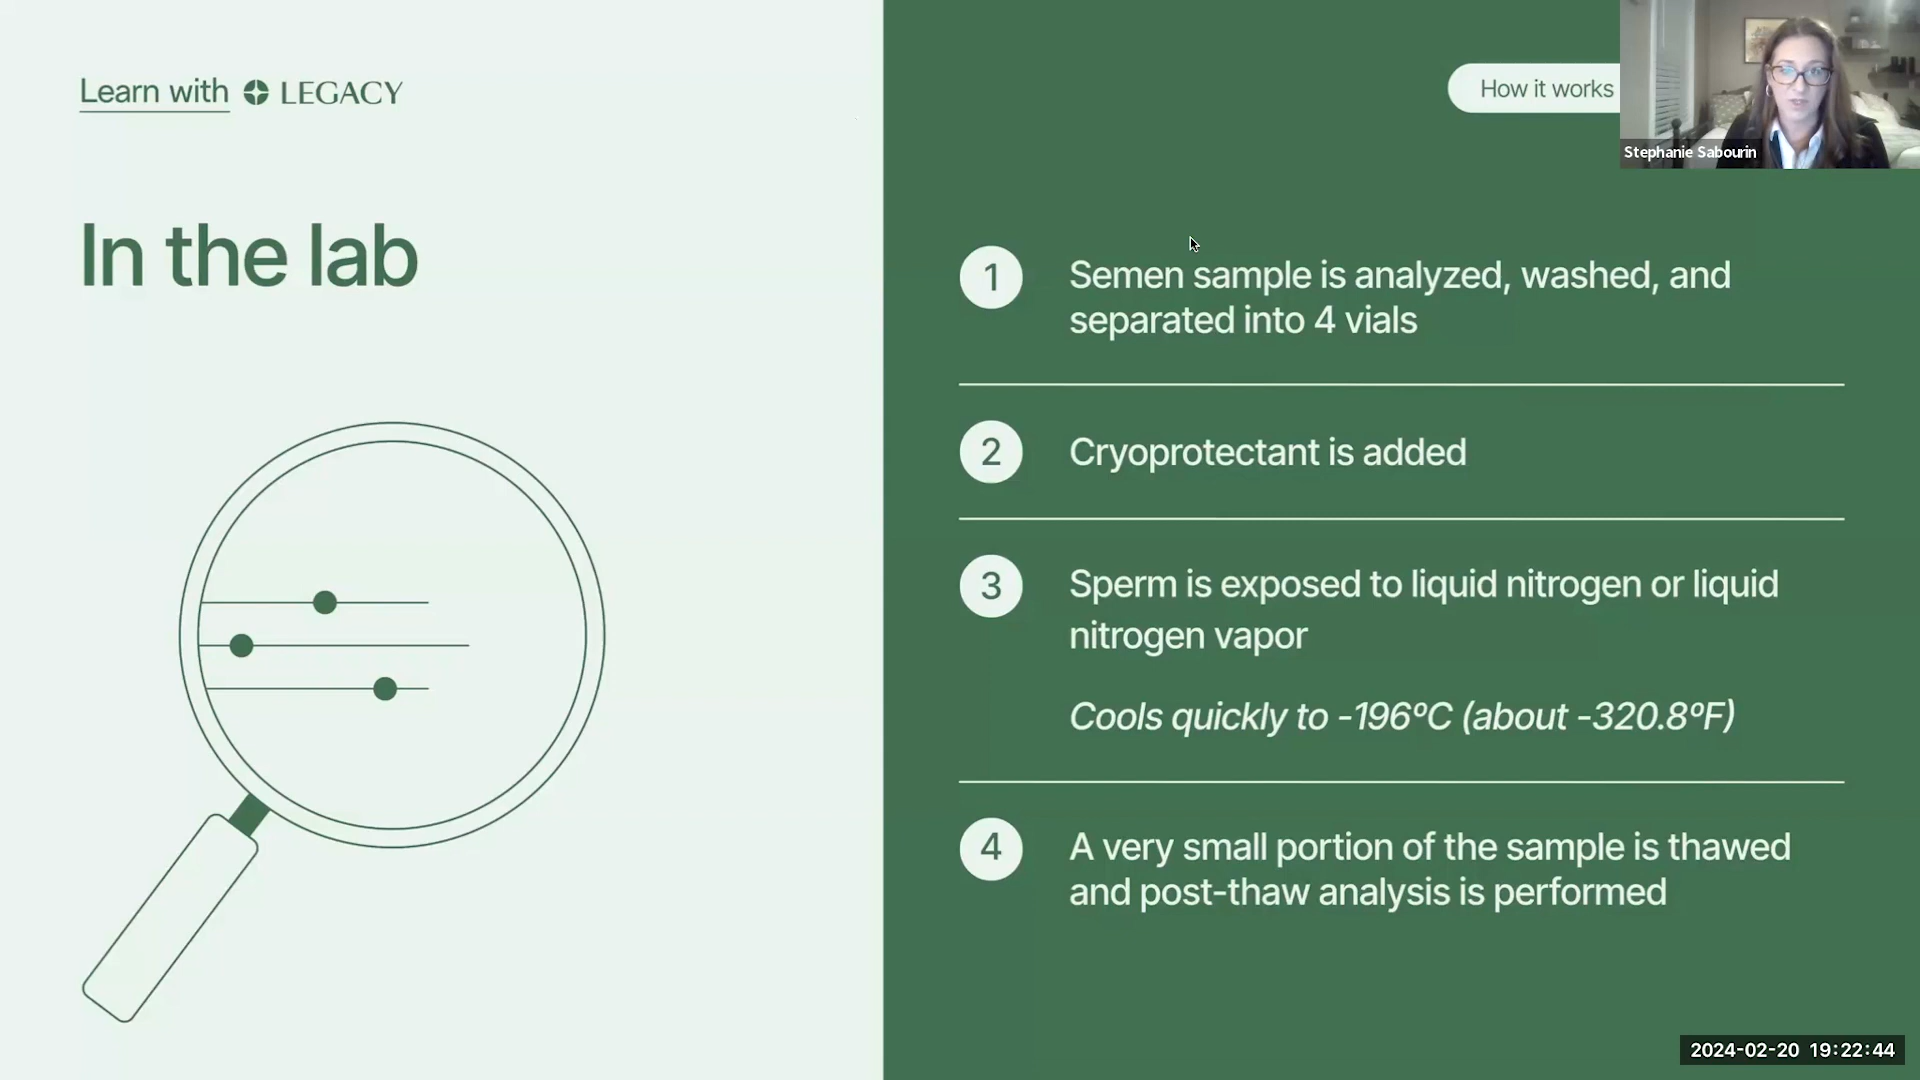 Learn with LEGACY
How it works
Stephanie Sabourin
In the lab
1
Semen sample is analyzed, washed, and
separated into 4 vials
2
Cryoprotectant is added
3
Sperm is exposed to liquid nitrogen or liquid
nitrogen vapor
Cools quickly to -196ºC (about -320.8ºF)
4
A very small portion of the sample is thawed
and post-thaw analysis is performed
2024-02-20 19:22:44